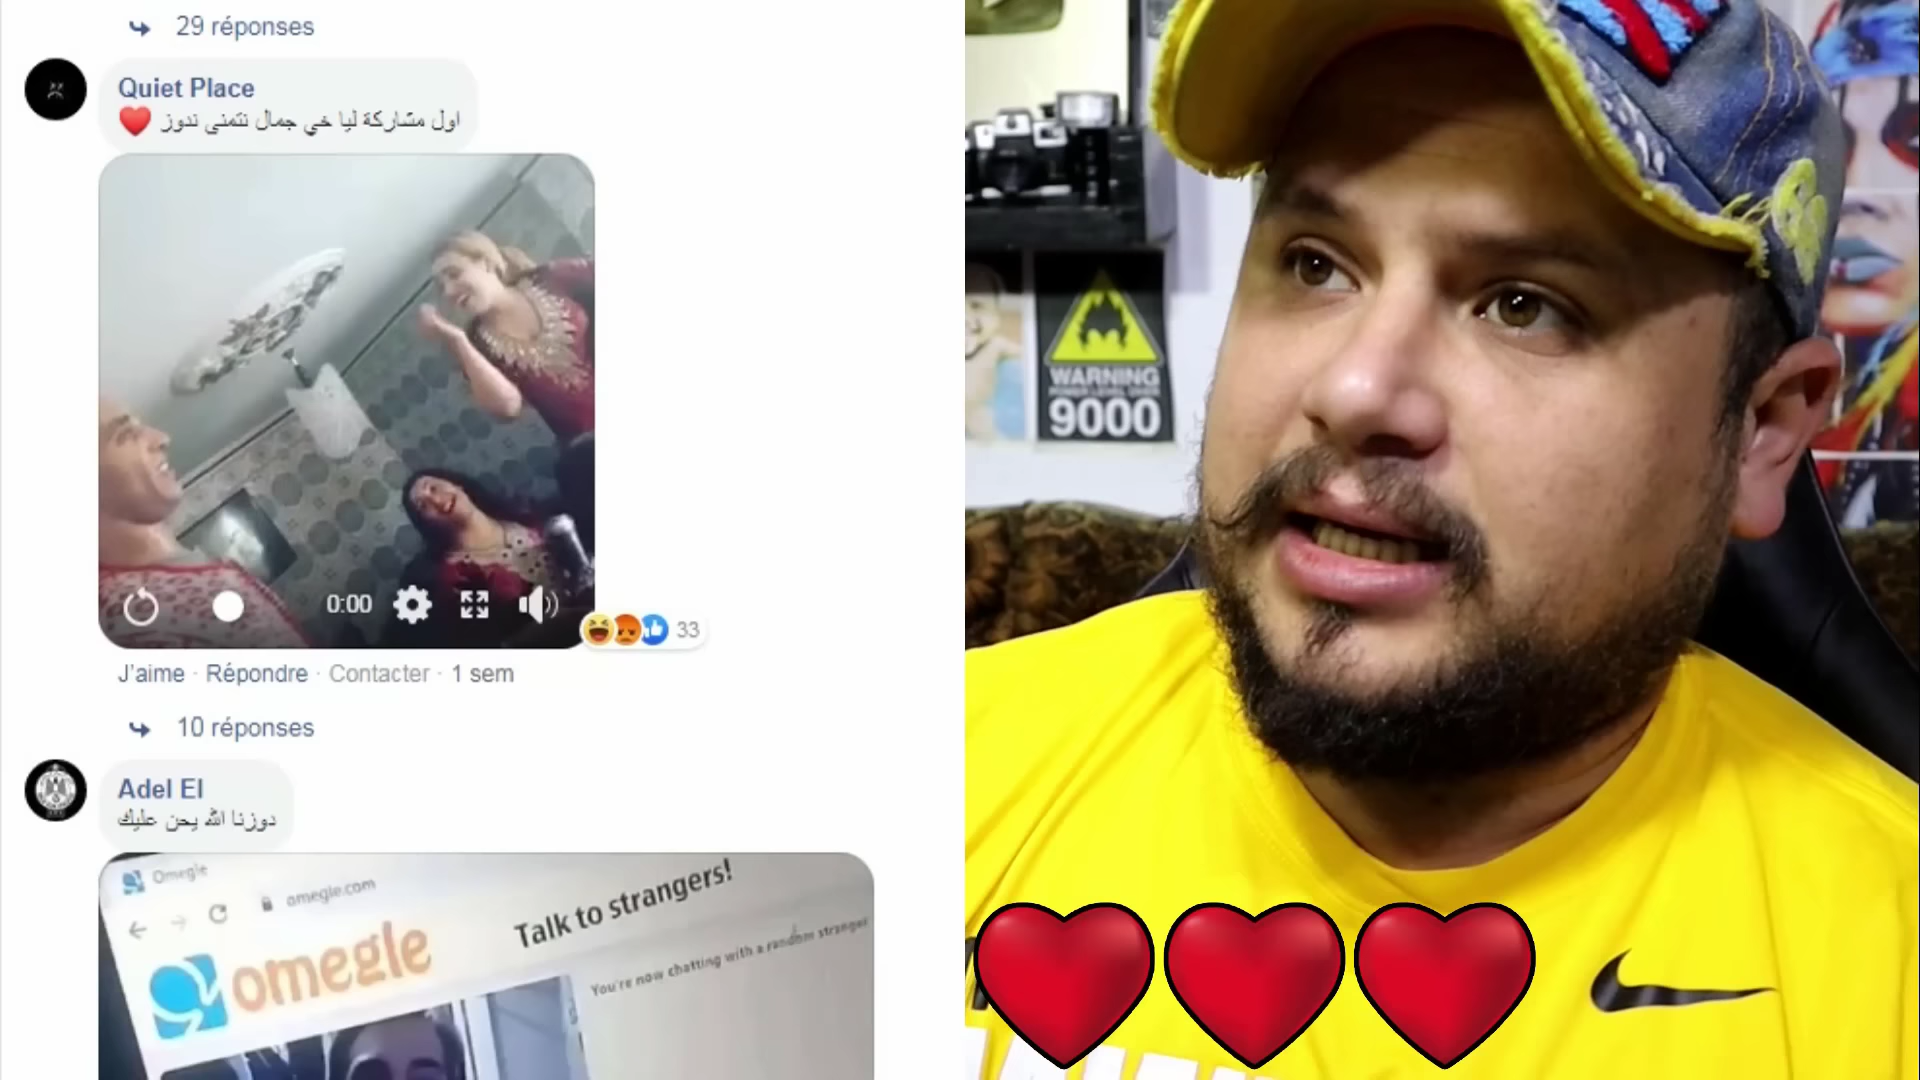 29 réponses
Quiet Place
اول مشاركة ليا خي جمال نتمنى ندوز ❤️
0:00
33
J'aime · Répondre · Contacter · 1 sem
10 réponses
Adel El
دوزنا الله يحن عليك
Omegle
omegle.com
omegle
Talk to strangers!
You're now chatting with a random stranger
WARNING
9000